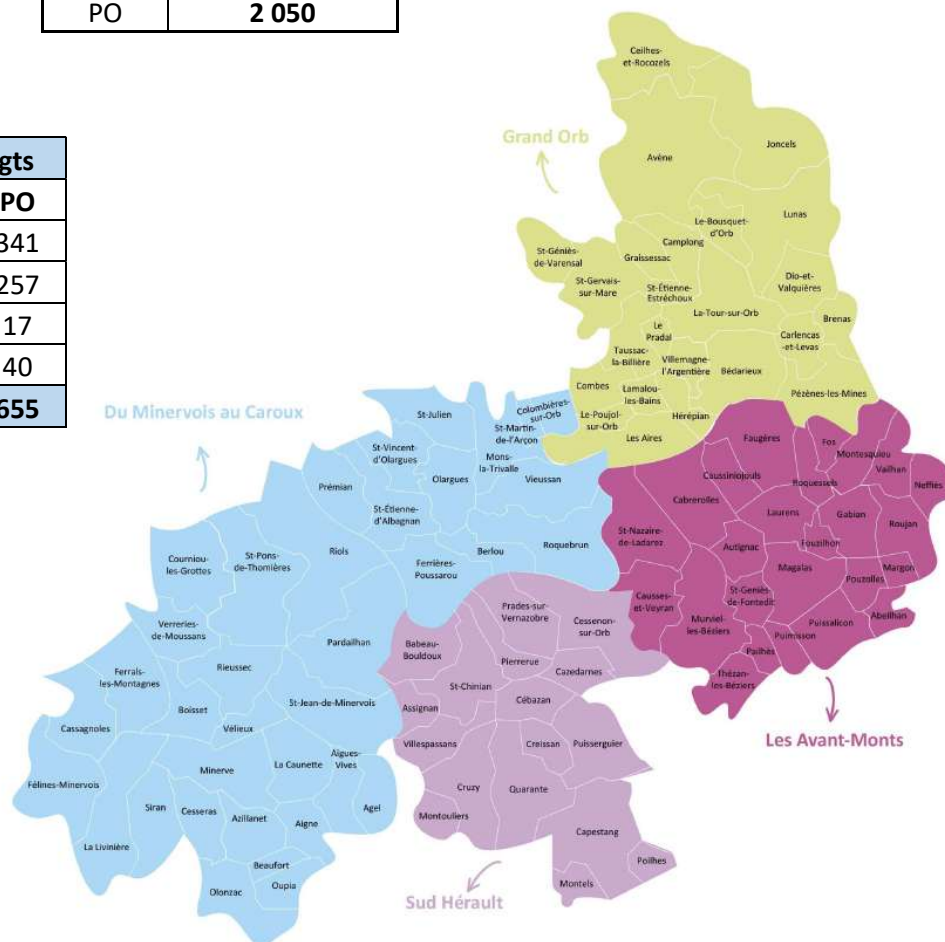 PO 2 050
gts
PO
341
257
17
40
655
Grand Orb
Ceilhes-
et-Rocozels
Avène
Joncels
Lunas
Le-Bousquet-
d'Orb
Camplong
Graissessac
St-Géniès-
de-Varensal
St-Gervais-
sur-Mare
St-Étienne-
Estréchoux
Dio-et-
Valquières
La-Tour-sur-Orb
Brenas
Le
Pradal
Carlencas
-et-Levas
Taussac-
la-Billière
Villemagne-
l'Argentière
Bédarieux
Combes
Lamalou-
les-Bains
Pézènes-les-Mines
Le-Poujol-
sur-Orb
Hérépian
Les Aires
Du Minervois au Caroux
St-Julien
Colombières-
sur-Orb
St-Martin-
de-l'Arçon
St-Vincent-
d'Olargues
Mons-
la-Trivalle
Olargues
Vieussan
Prémian
St-Étienne-
d'Albagnan
Roquebrun
Berlou
Riols
Ferrières-
Poussarou
St-Pons-
de-Thomières
Courniou-
les-Grottes
Verreries-
de-Moussans
Pardailhan
Rieussec
Ferrals-
les-Montagnes
Boisset
St-Jean-de-Minervois
Cassagnoles
Vélieux
Aigues-
Vives
La Caunette
Minerve
Félines-Minervois
Siran
Cesseras
Azillanet
Aigne
Agel
La Livinière
Beaufort
Oupia
Olonzac
Faugères
Fos
Montesquieu
Vailhan
Neffiès
Caussiniojouls
Roquessels
Cabrerolles
Laurens
Gabian
Roujan
St-Nazaire-
de-Ladarez
Autignac
Fouzilhon
Magalas
Margon
Pouzolles
Causses-
et-Veyran
St-Geniès
de-Fontedit
Abeilhan
Murviel-
les-Béziers
Puissalicon
Puimisson
Pailhès
Thézan-
les-Béziers
Les Avant-Monts
Prades-sur-
Vernazobre
Cessenon-
sur-Orb
Babeau-
Bouldoux
Pierrerue
Cazedarnes
St-Chinian
Cébazan
Assignan
Villespassans
Creissan
Puisserguier
Cruzy
Quarante
Montouliers
Capestang
Poilhes
Montels
Sud Hérault